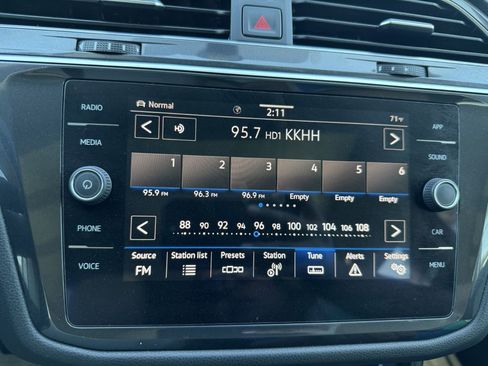 RADIO
MEDIA
PHONE
VOICE
Normal 2:11 71°F
95.7 HD1 KKHH
1 2 3 4 5 6
95.9 FM 96.3 FM 96.9 FM Empty Empty Empty
88 90 92 94 96 98 100 102 104 106 108
Source Station list Presets Station Tune Alerts Settings
FM
APP
SOUND
CAR
MENU